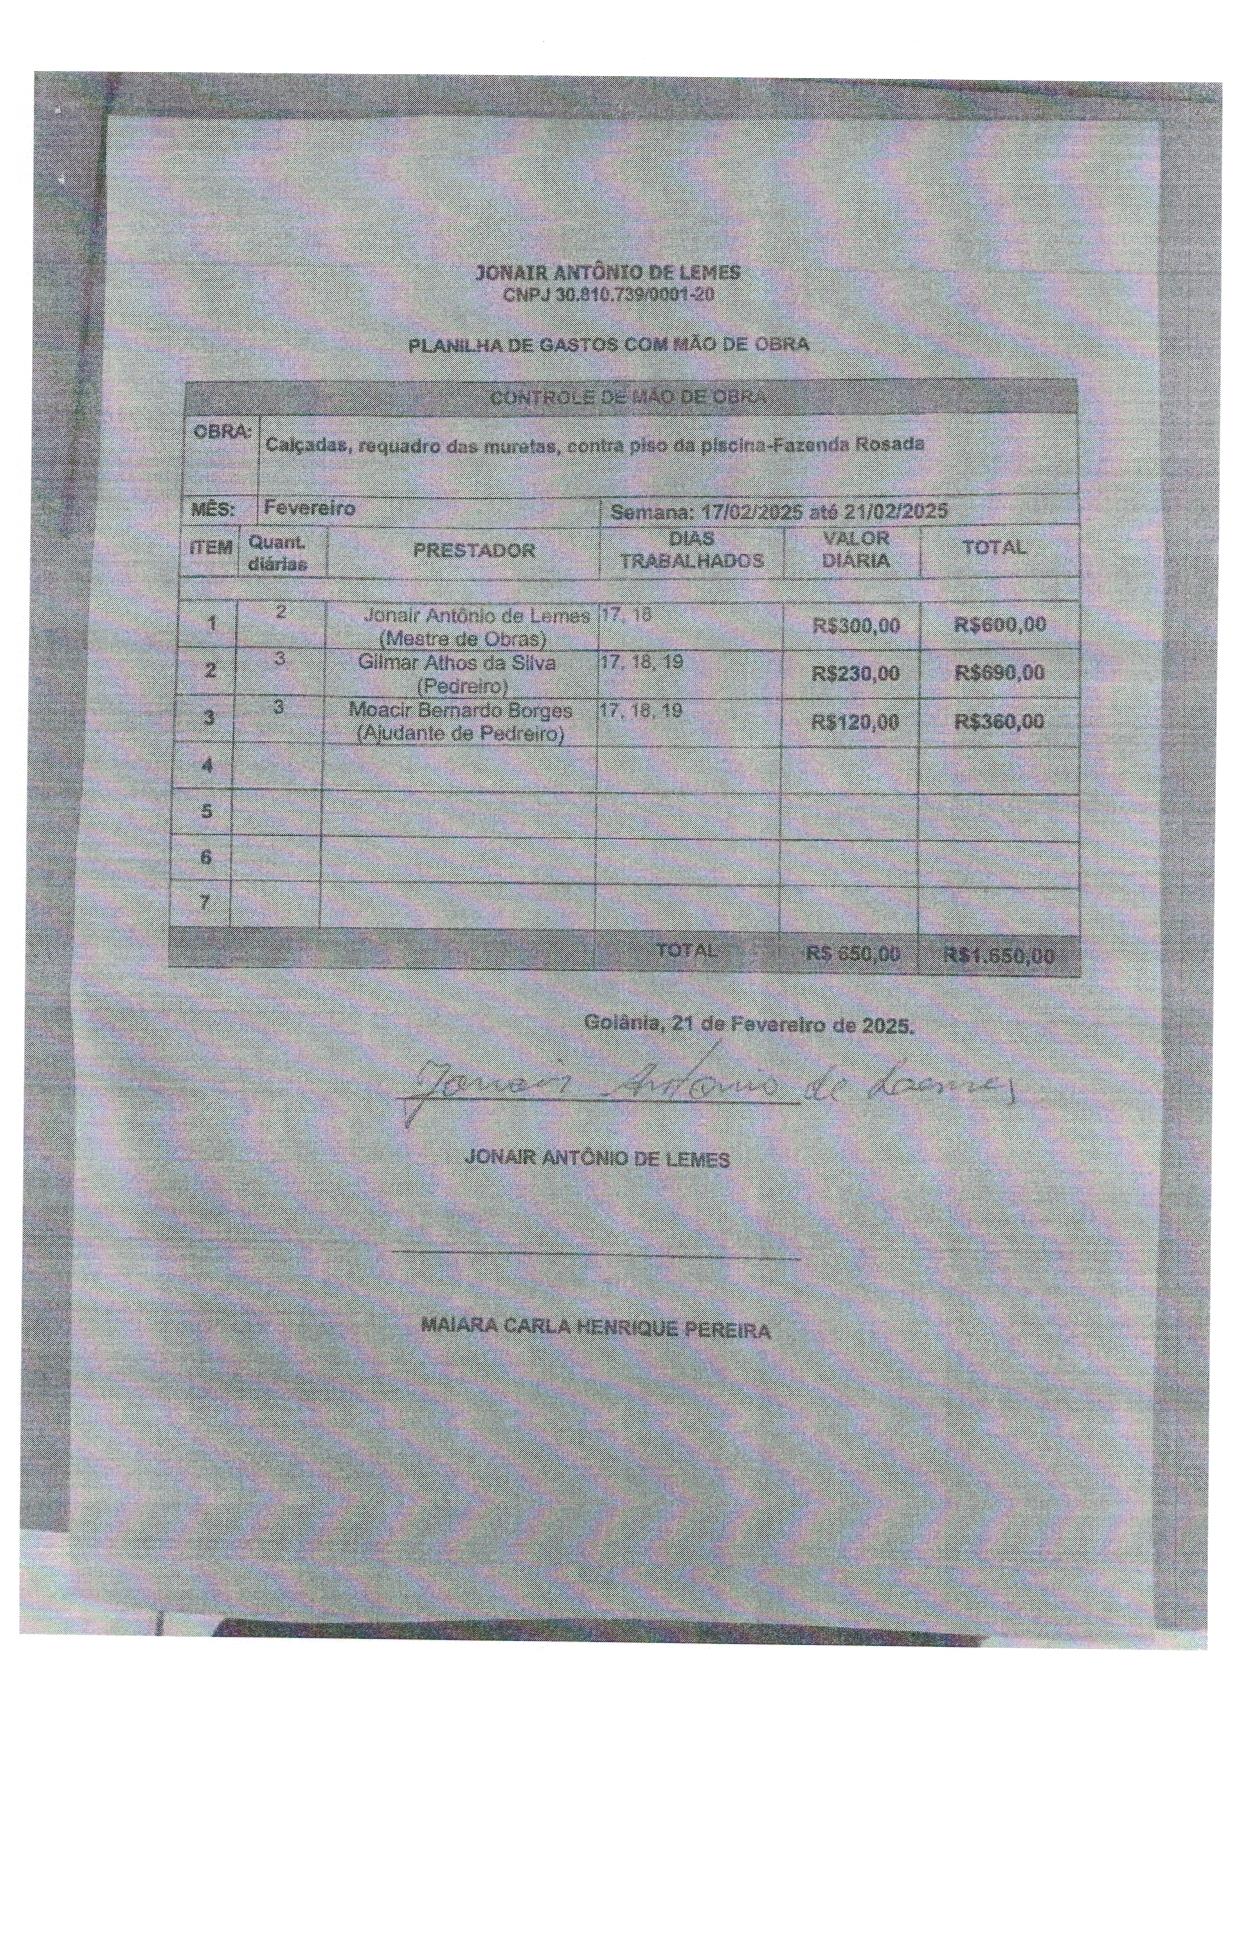 JONAIR ANTÔNIO DE LEMES
CNPJ 30.810.739/0001-20
PLANILHA DE GASTOS COM MÃO DE OBRA
CONTROLE DE MÃO DE OBRA
OBRA: Calçadas, requadro das muretas, contra piso da piscina-Fazenda Rosada
MÊS: Fevereiro Semana: 17/02/2025 até 21/02/2025
ITEM Quant. diárias PRESTADOR DIAS TRABALHADOS VALOR DIÁRIA TOTAL
1 2 Jonair Antônio de Lemes (Mestre de Obras) 17, 18 R$300,00 R$600,00
2 3 Gilmar Athos da Silva (Pedreiro) 17, 18, 19 R$230,00 R$690,00
3 3 Moacir Bernardo Borges (Ajudante de Pedreiro) 17, 18, 19 R$120,00 R$360,00
4
5
6
7
TOTAL R$ 650,00 R$1.650,00
Goiânia, 21 de Fevereiro de 2025.
Jonair Antonio de Lemes
JONAIR ANTÔNIO DE LEMES
MAIARA CARLA HENRIQUE PEREIRA